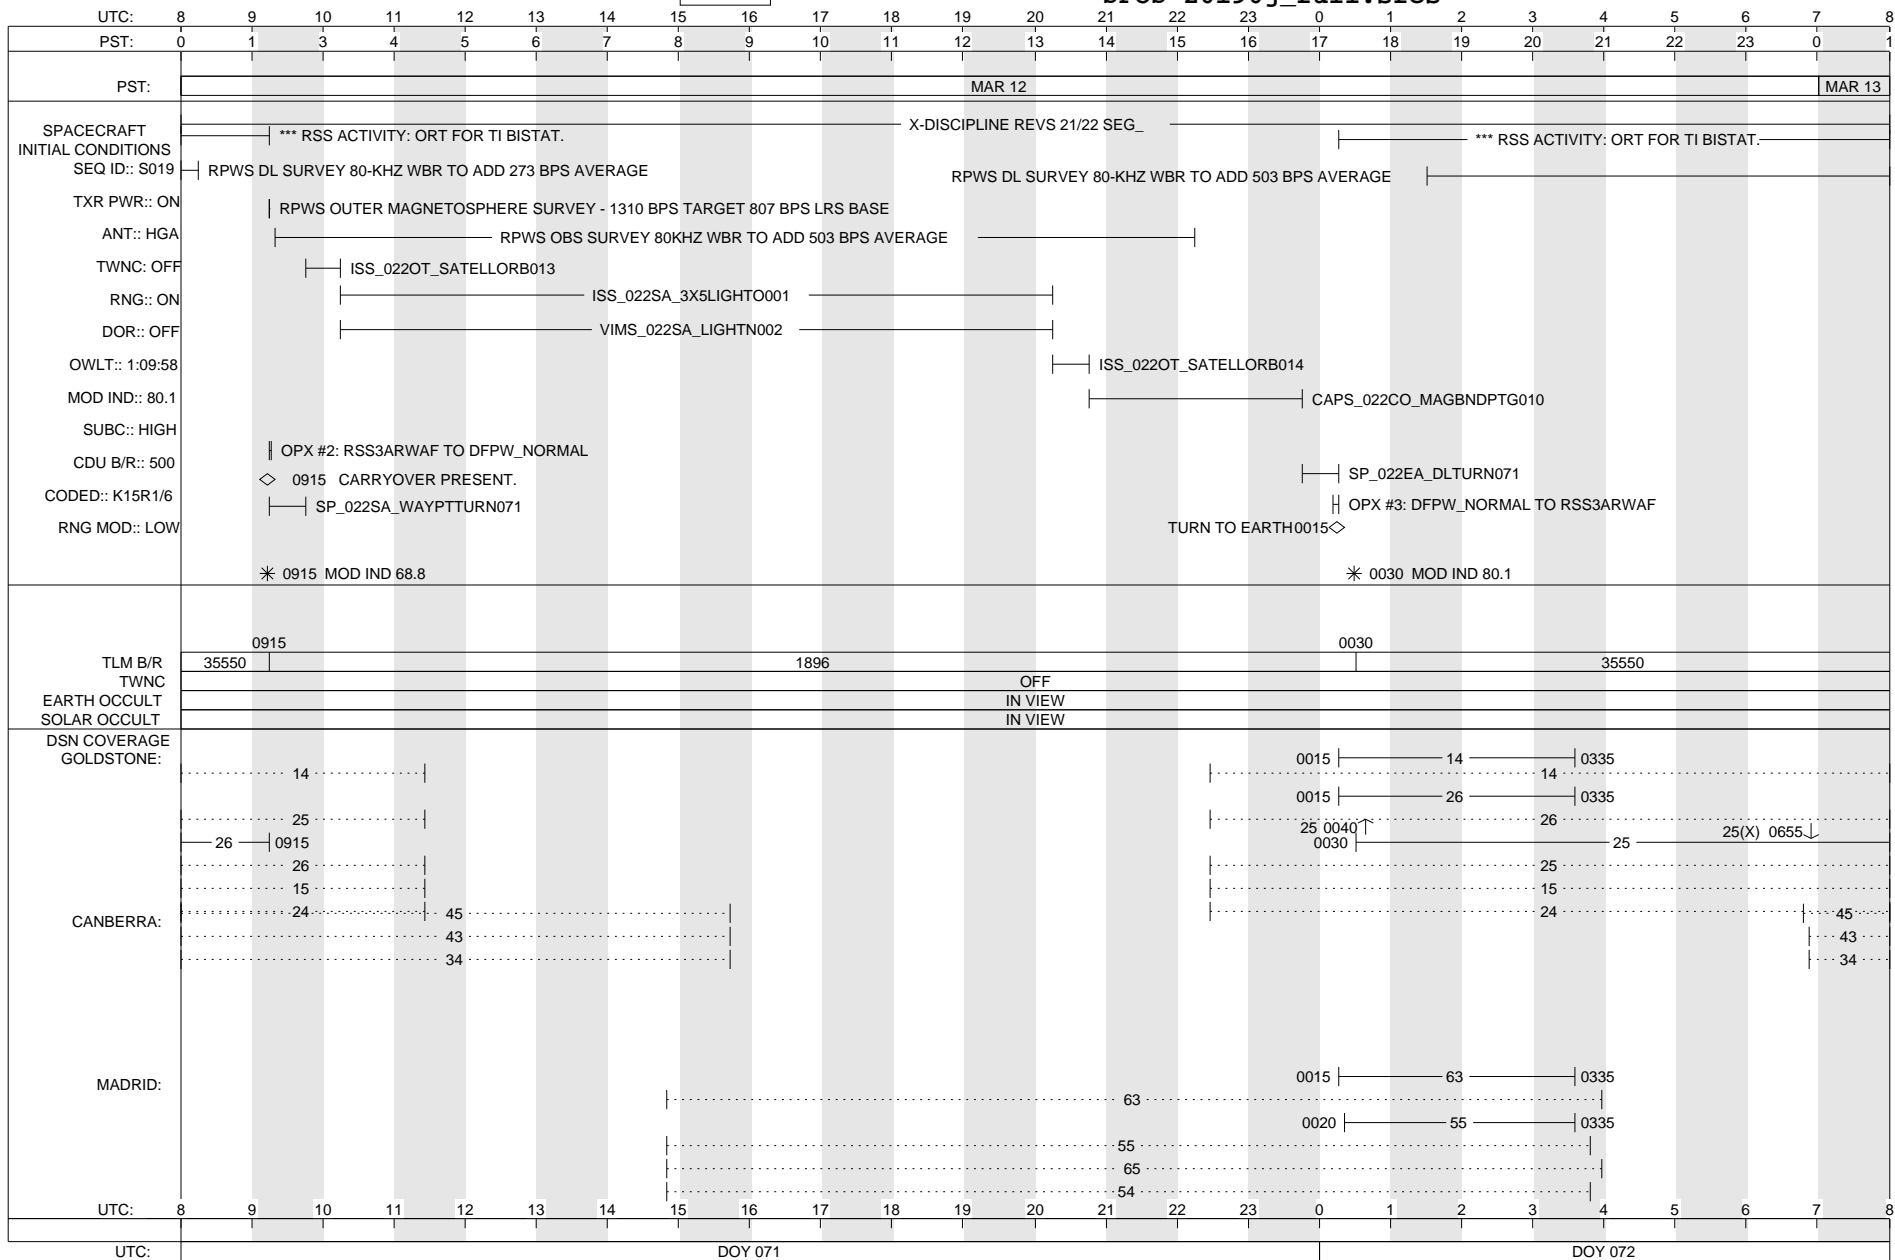 UTC: 8 9 10 11 12 13 14 15 16 17 18 19 20 21 22 23 0 1 2 3 4 5 6 7 8
PST: 0 1 3 4 5 6 7 8 9 10 11 12 13 14 15 16 17 18 19 20 21 22 23 0 1
PST: MAR 12 MAR 13
SPACECRAFT
INITIAL CONDITIONS
X-DISCIPLINE REVS 21/22 SEG_
*** RSS ACTIVITY: ORT FOR TI BISTAT.
*** RSS ACTIVITY: ORT FOR TI BISTAT.
SEQ ID:: S019
RPWS DL SURVEY 80-KHZ WBR TO ADD 273 BPS AVERAGE
RPWS DL SURVEY 80-KHZ WBR TO ADD 503 BPS AVERAGE
TXR PWR:: ON
RPWS OUTER MAGNETOSPHERE SURVEY - 1310 BPS TARGET 807 BPS LRS BASE
ANT:: HGA
RPWS OBS SURVEY 80KHZ WBR TO ADD 503 BPS AVERAGE
TWNC: OFF
ISS_022OT_SATELLORB013
RNG:: ON
ISS_022SA_3X5LIGHTO001
DOR:: OFF
VIMS_022SA_LIGHTN002
OWLT:: 1:09:58
ISS_022OT_SATELLORB014
MOD IND:: 80.1
CAPS_022CO_MAGBNDPTG010
SUBC:: HIGH
OPX #2: RSS3ARWAF TO DFPW_NORMAL
CDU B/R:: 500
SP_022EA_DLTURN071
0915 CARRYOVER PRESENT.
CODED:: K15R1/6
SP_022SA_WAYPTTURN071
OPX #3: DFPW_NORMAL TO RSS3ARWAF
RNG MOD:: LOW
TURN TO EARTH0015
0915 MOD IND 68.8
0030 MOD IND 80.1
0915 0030
TLM B/R 35550 1896 35550
TWNC OFF
EARTH OCCULT IN VIEW
SOLAR OCCULT IN VIEW
DSN COVERAGE
GOLDSTONE:
0015 14 0335
14 14
0015 26 0335
25 26
25 0040 25(X) 0655
26 0915 0030 25
26 25
15 15
CANBERRA:
24 45 24 45
43 43
34 34
MADRID:
0015 63 0335
63
0020 55 0335
55
65
54
UTC: 8 9 10 11 12 13 14 15 16 17 18 19 20 21 22 23 0 1 2 3 4 5 6 7 8
UTC: DOY 071 DOY 072